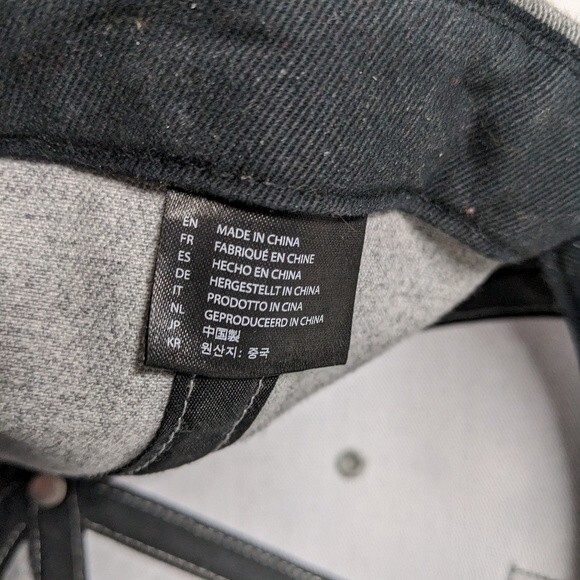 EN MADE IN CHINA
FR FABRIQUÉ EN CHINE
ES HECHO EN CHINA
DE HERGESTELLT IN CHINA
IT PRODOTTO IN CINA
NL GEPRODUCEERD IN CHINA
JP 中国製
KR 원산지: 중국